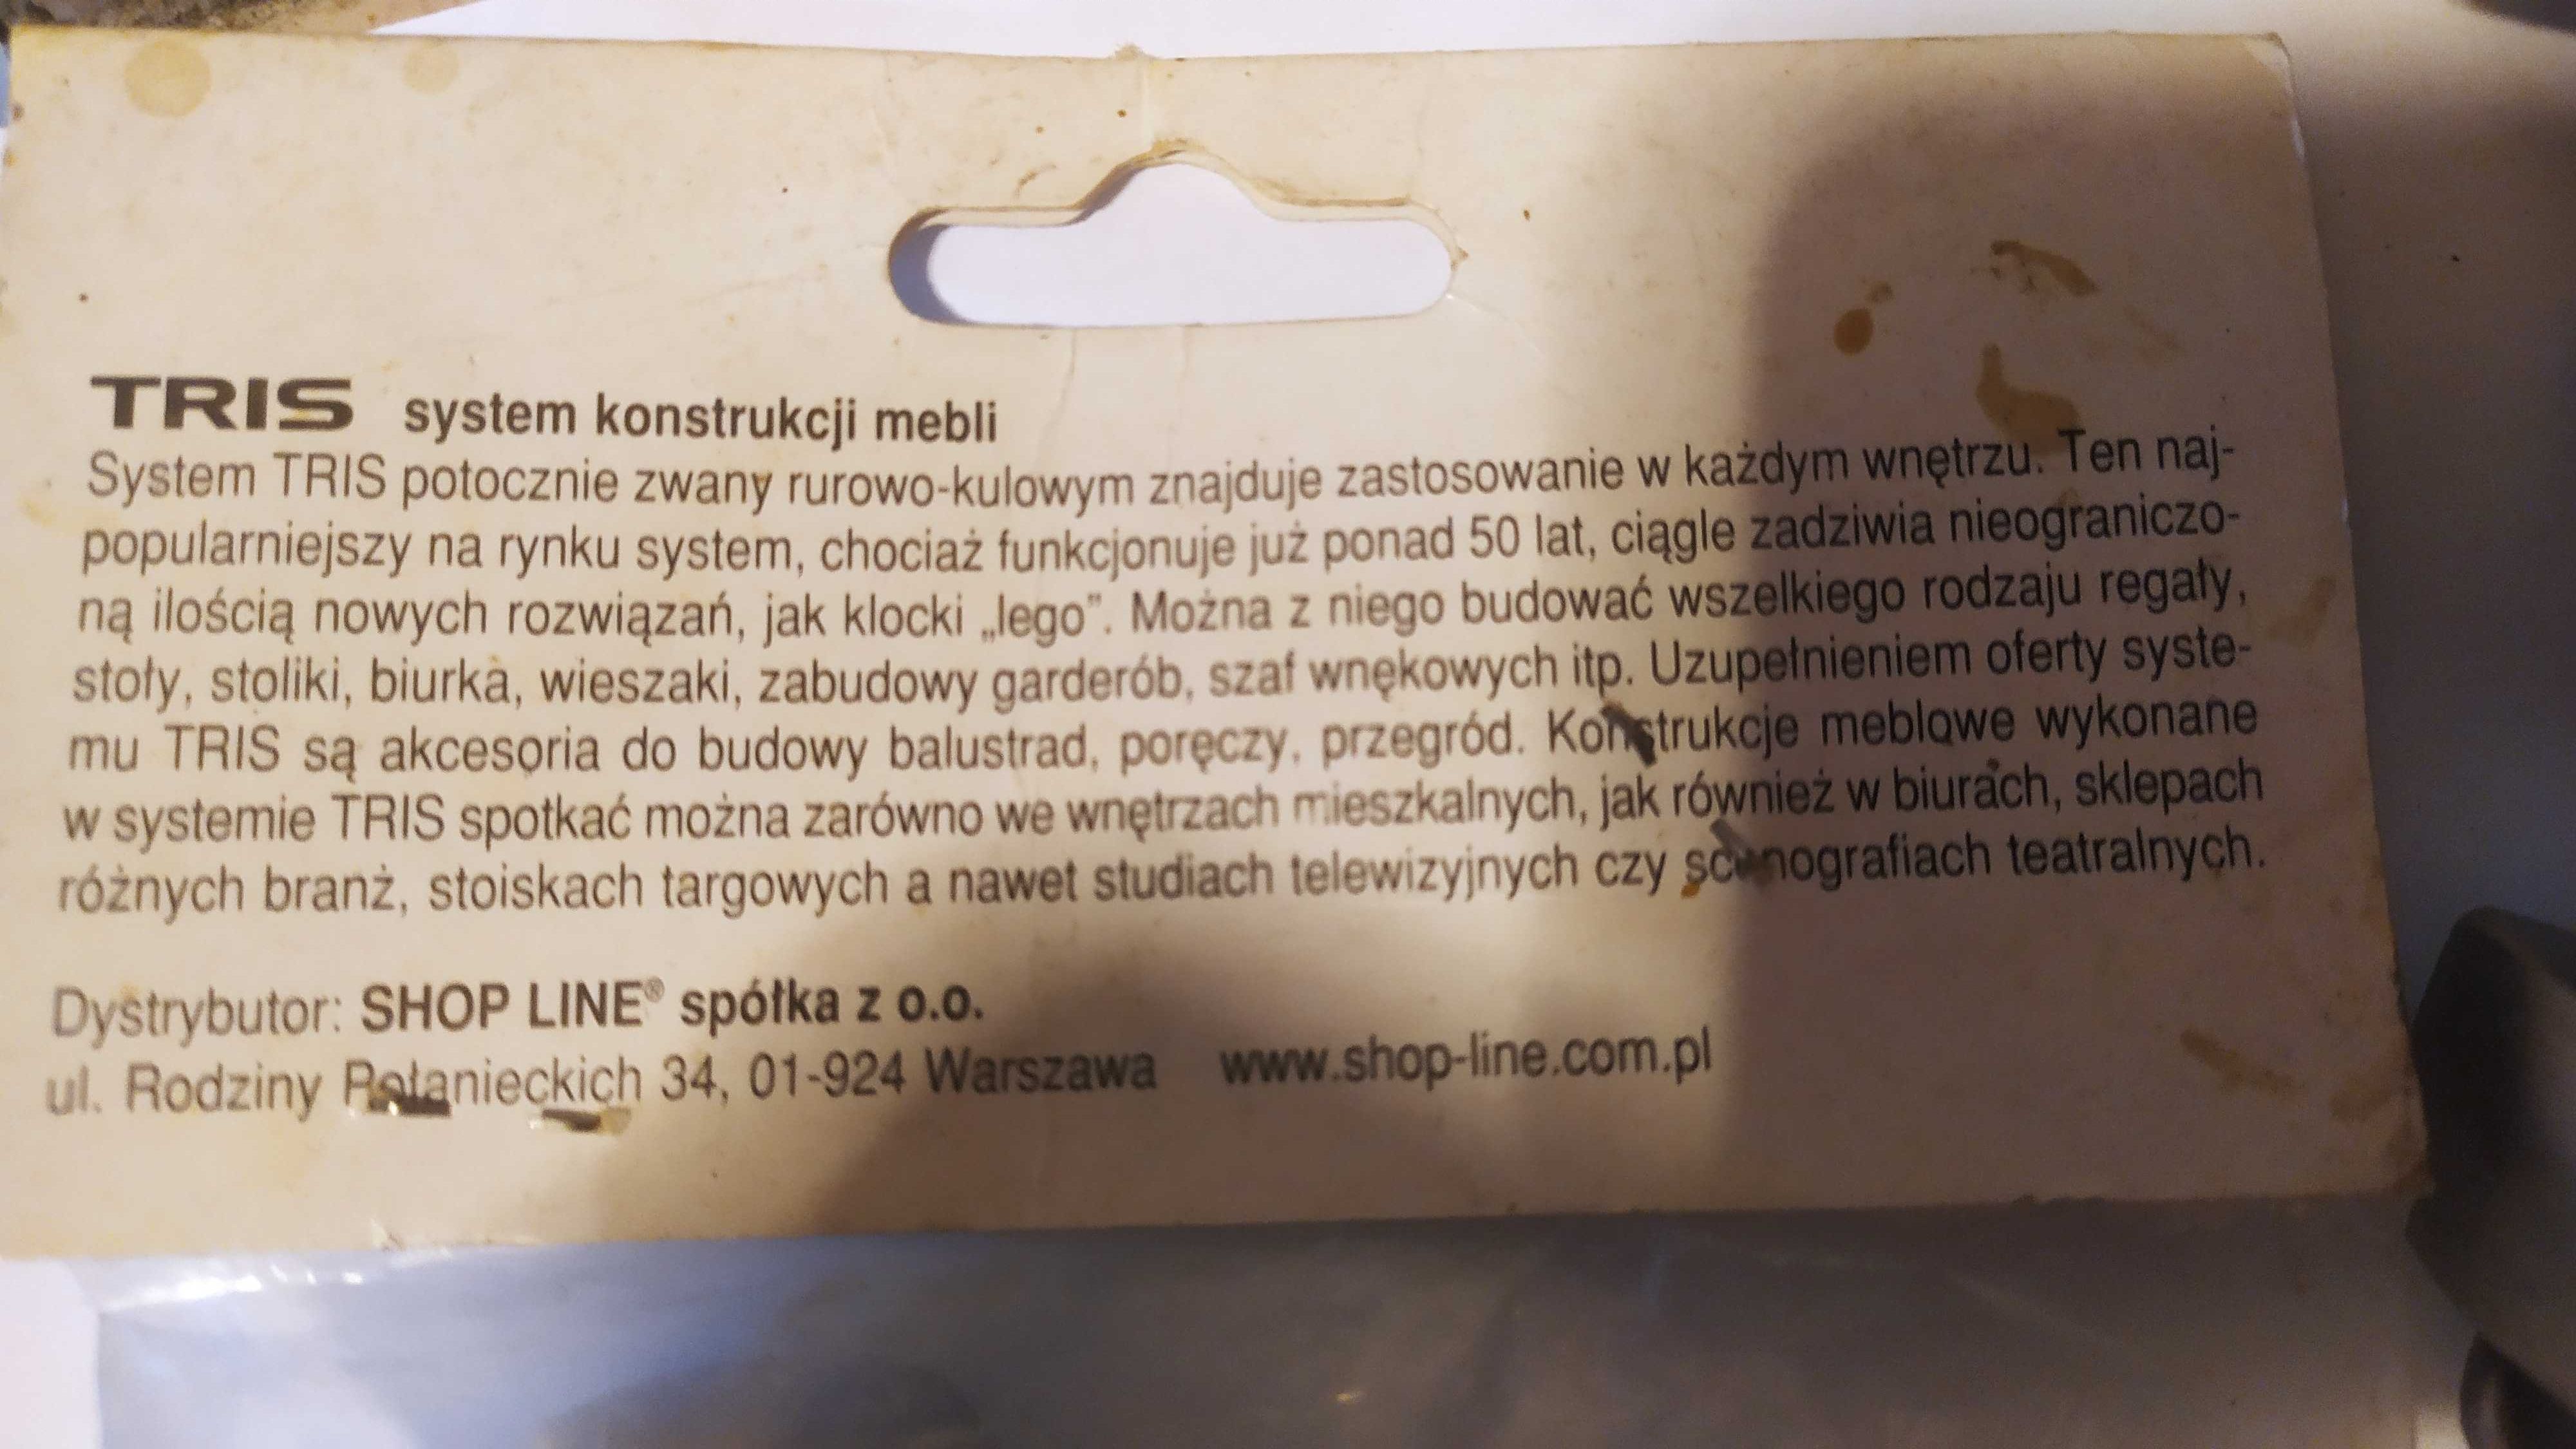 TRIS system konstrukcji mebli
System TRIS potocznie zwany rurowo-kulowym znajduje zastosowanie w każdym wnętrzu. Ten naj-
popularniejszy na rynku system, chociaż funkcjonuje już ponad 50 lat, ciągle zadziwia nieograniczo-
ną ilością nowych rozwiązań, jak klocki „lego”. Można z niego budować wszelkiego rodzaju regały,
stoły, stoliki, biurka, wieszaki, zabudowy garderób, szaf wnękowych itp. Uzupełnieniem oferty syste-
mu TRIS są akcesoria do budowy balustrad, poręczy, przegród. Konstrukcje meblowe wykonane
w systemie TRIS spotkać można zarówno we wnętrzach mieszkalnych, jak również w biurach, sklepach
różnych branż, stoiskach targowych a nawet studiach telewizyjnych czy scenografiach teatralnych.
Dystrybutor: SHOP LINE® spółka z o.o.
ul. Rodziny Połanieckich 34, 01-924 Warszawa www.shop-line.com.pl